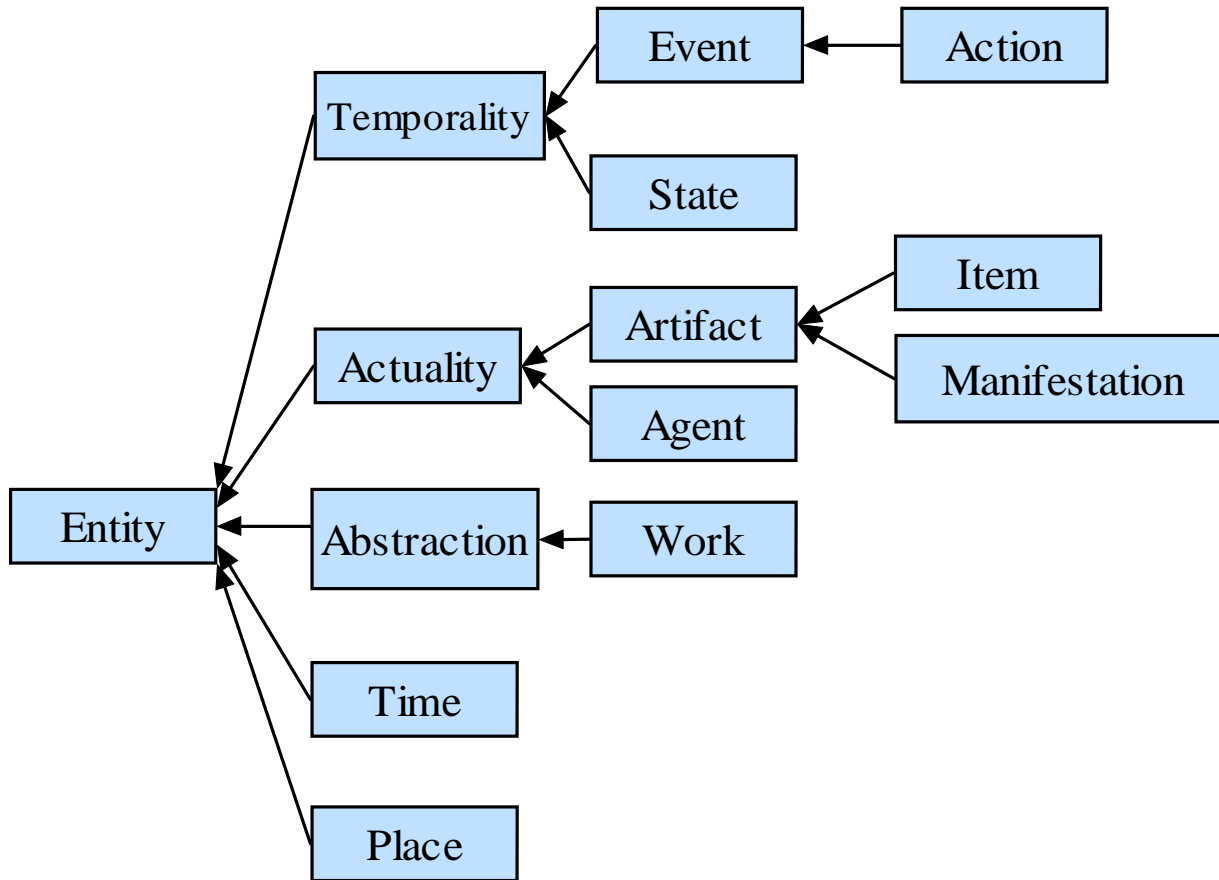 Event
Action
Temporality
State
Item
Artifact
Actuality
Manifestation
Agent
Entity
Abstraction
Work
Time
Place